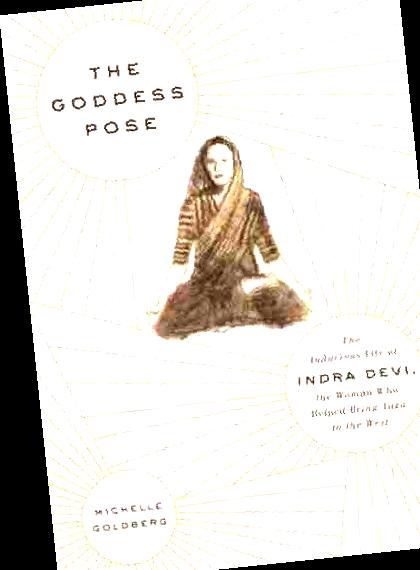 THE
GODDESS
POSE
The
Audacious Life of
INDRA DEVI,
the Woman Who
Helped Bring Yoga
to the West
MICHELLE
GOLDBERG